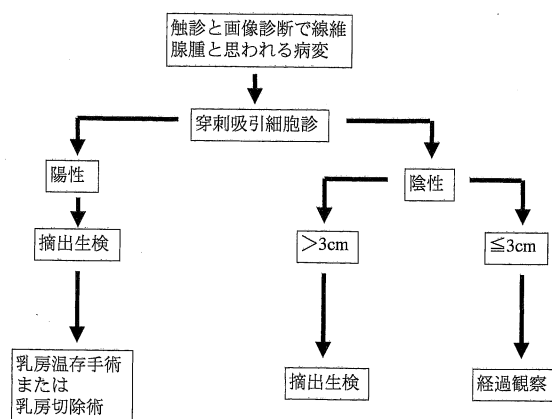 触診と画像診断で線維
腺腫と思われる病変
穿刺吸引細胞診
陽性
陰性
摘出生検
＞3cm
≦3cm
乳房温存手術
または
乳房切除術
摘出生検
経過観察